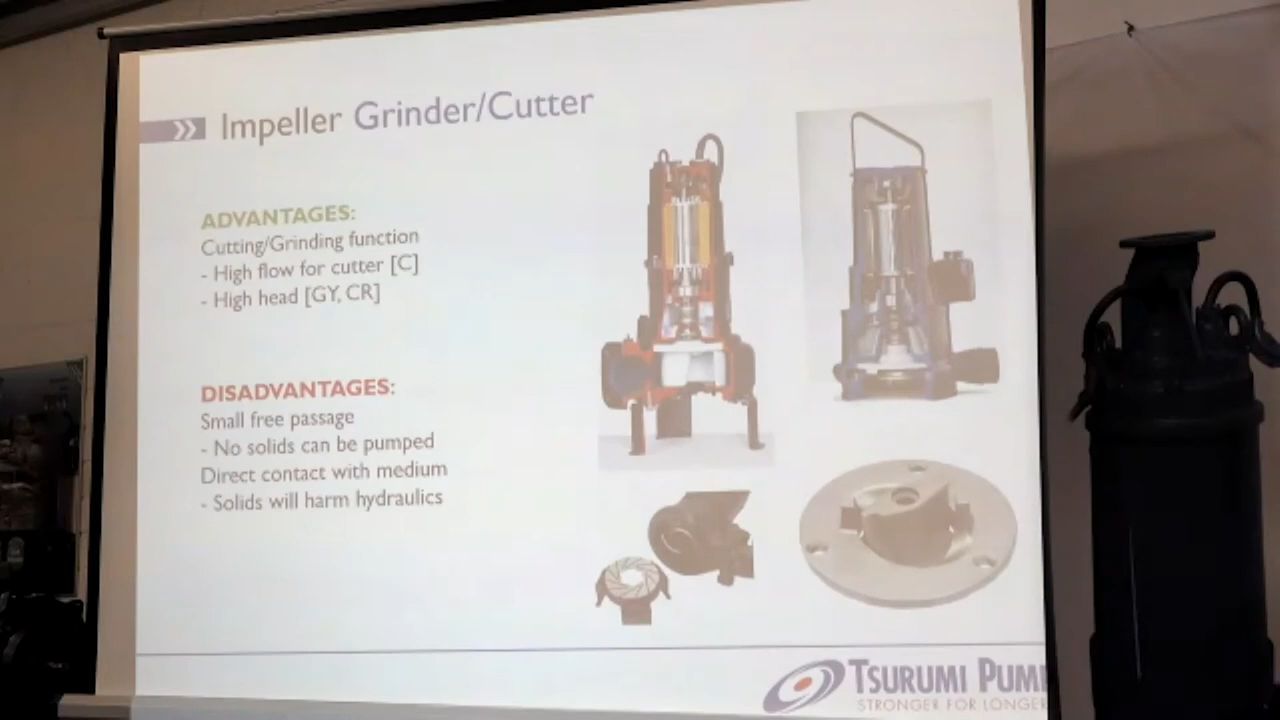 Impeller Grinder/Cutter
ADVANTAGES:
Cutting/Grinding function
- High flow for cutter [C]
- High head [GY, CR]
DISADVANTAGES:
Small free passage
- No solids can be pumped
Direct contact with medium
- Solids will harm hydraulics
TSURUMI PUMP
STRONGER FOR LONGER